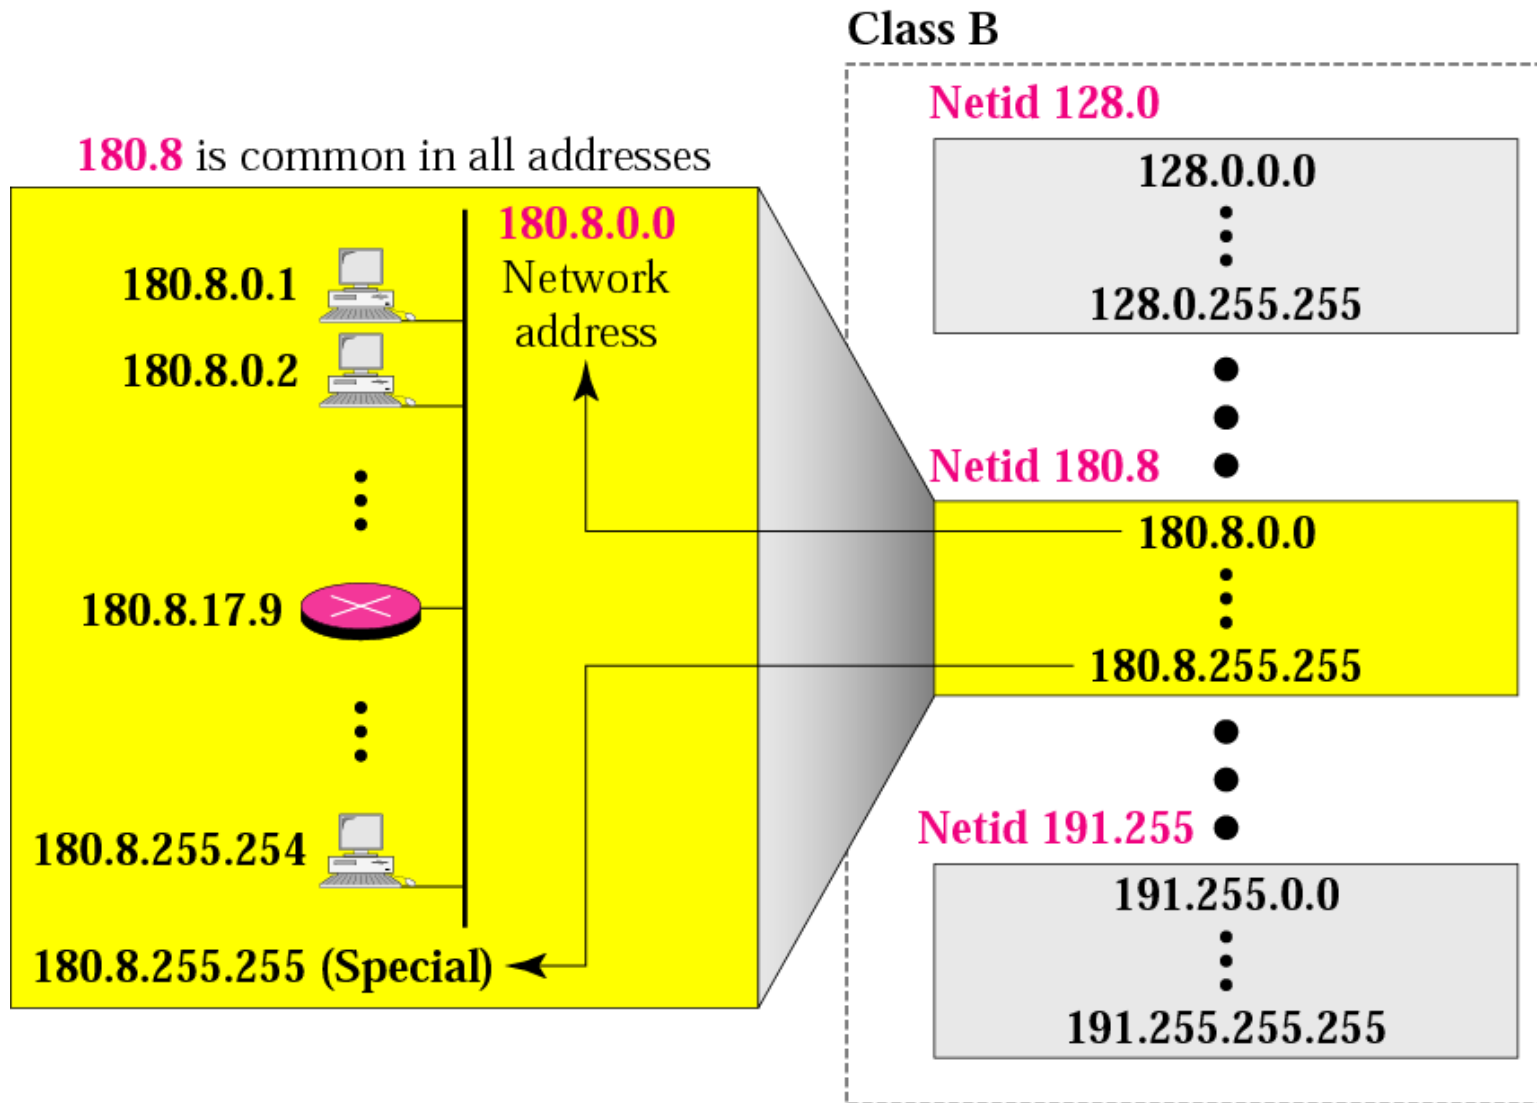 Class B
Netid 128.0
128.0.0.0
128.0.255.255
Netid 180.8
180.8.0.0
180.8.255.255
Netid 191.255
191.255.0.0
191.255.255.255
180.8 is common in all addresses
180.8.0.0
Network
address
180.8.0.1
180.8.0.2
180.8.17.9
180.8.255.254
180.8.255.255 (Special)